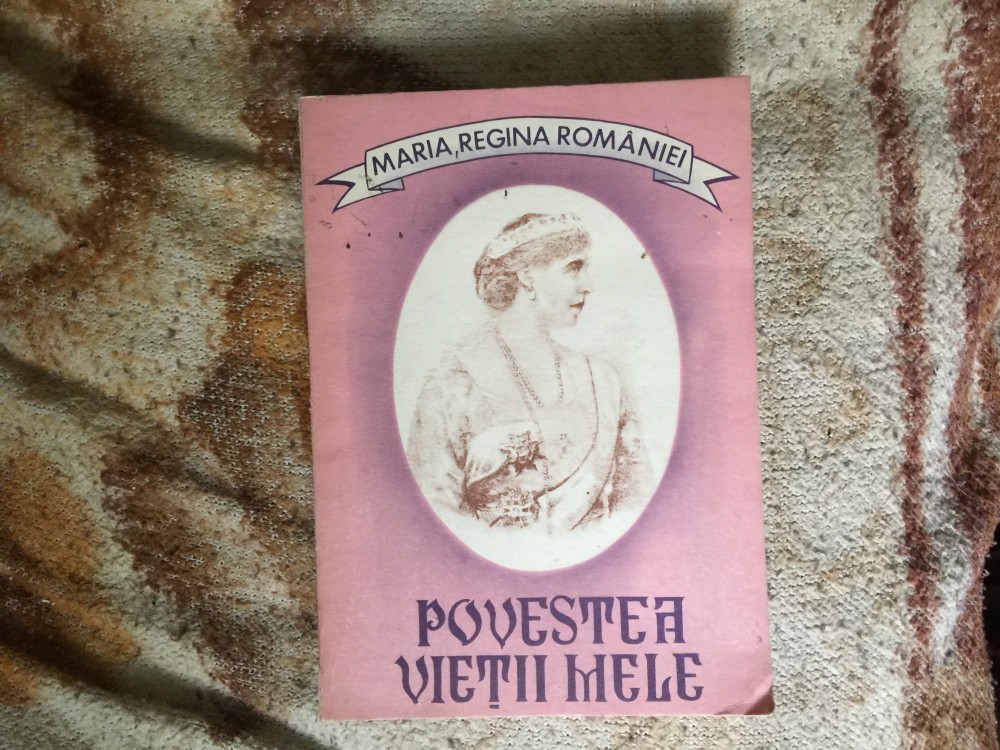 MARIA, REGINA ROMÂNIEI
POVESTEA
VIEȚII MELE